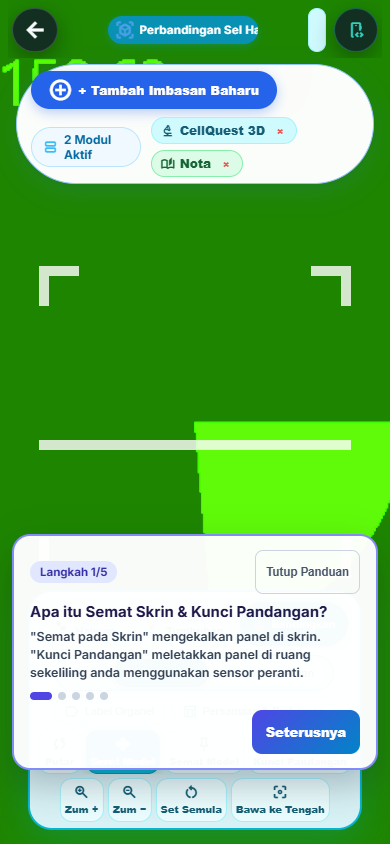 Perbandingan Sel Ha
+ Tambah Imbasan Baharu
2 Modul
Aktif
CellQuest 3D ×
Nota ×
Langkah 1/5
Tutup Panduan
Apa itu Semat Skrin & Kunci Pandangan?
"Semat pada Skrin" mengekalkan panel di skrin.
"Kunci Pandangan" meletakkan panel di ruang
sekeliling anda menggunakan sensor peranti.
Seterusnya
Zum +
Zum −
Set Semula
Bawa ke Tengah